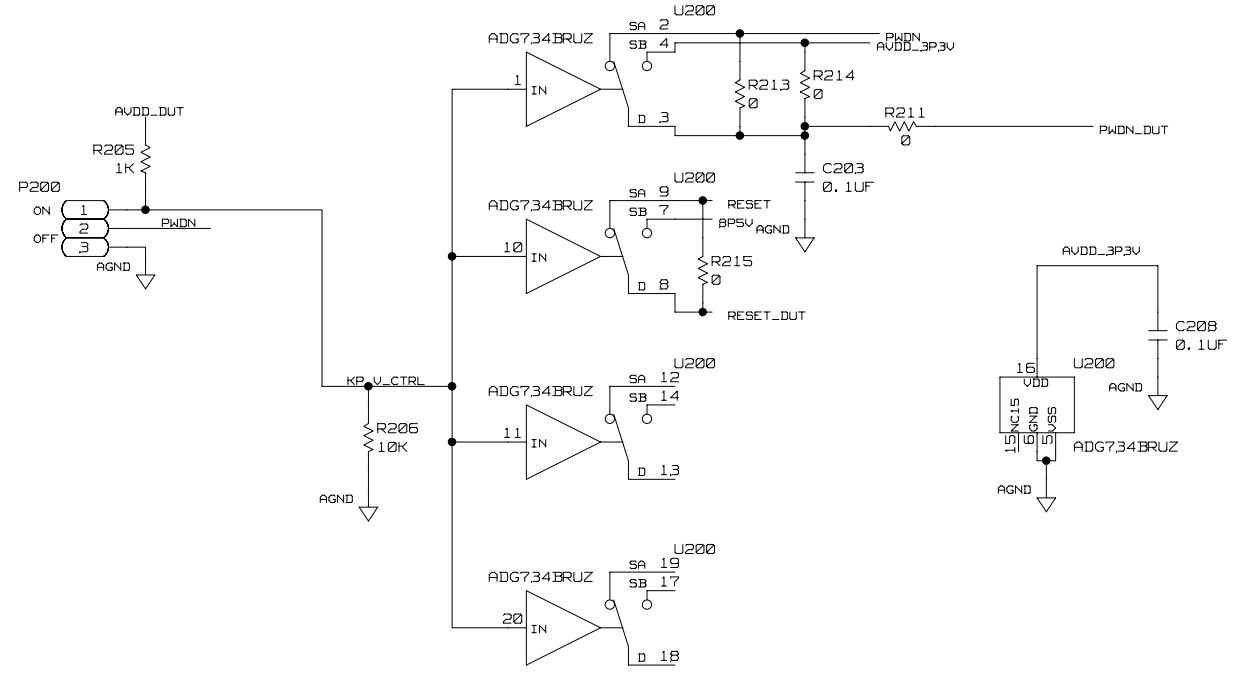 U200
SA 2
PWDN
ADG734BRUZ
SB 4
AVDD_3P3V
1
IN
R213
0
R214
0
D 3
R211
0
PWDN_DUT
C203
0.1UF
AGND
AVDD_DUT
R205
1K
P200
ON
1
2
PWDN
OFF
3
AGND
U200
SA 9
RESET
ADG734BRUZ
SB 7
8P5V
10
IN
R215
0
D 8
RESET_DUT
AVDD_3P3V
C208
0.1UF
AGND
U200
16
VDD
NC15
GND
VSS
15
6
5
ADG734BRUZ
AGND
KP_V_CTRL
R206
10K
AGND
U200
SA 12
ADG734BRUZ
SB 14
11
IN
D 13
U200
SA 19
ADG734BRUZ
SB 17
20
IN
D 18